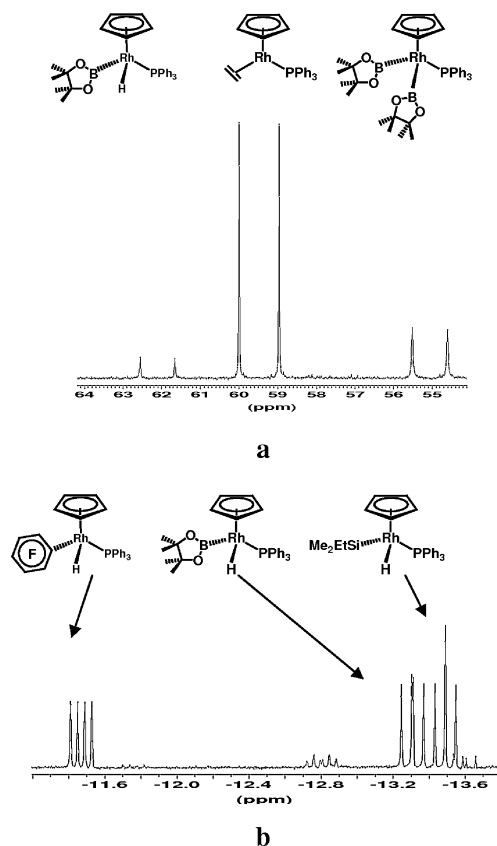 Rh Rh Rh
O B PPh₃ PPh₃ O B PPh₃
O H O B
O O
64 63 62 61 60 59 58 57 56 55
(ppm)
a
F Rh PPh₃
H
O B Rh PPh₃
O H
Me₂EtSi Rh PPh₃
H
-11.6 -12.0 -12.4 -12.8 -13.2 -13.6
(ppm)
b